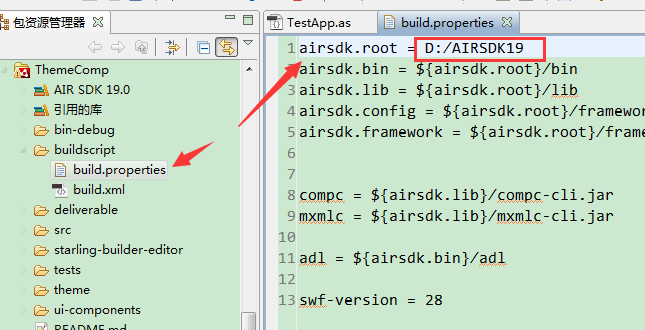 包资源管理器
TestApp.as
build.properties
ThemeComp
AIR SDK 19.0
引用的库
bin-debug
buildscript
build.properties
build.xml
deliverable
src
starling-builder-editor
tests
theme
ui-components
README.md
1 airsdk.root = D:/AIRSDK19
2 airsdk.bin = ${airsdk.root}/bin
3 airsdk.lib = ${airsdk.root}/lib
4 airsdk.config = ${airsdk.root}/framewor
5 airsdk.framework = ${airsdk.root}/frame
6
7
8 compc = ${airsdk.lib}/compc-cli.jar
9 mxmlc = ${airsdk.lib}/mxmlc-cli.jar
10
11 adl = ${airsdk.bin}/adl
12
13 swf-version = 28